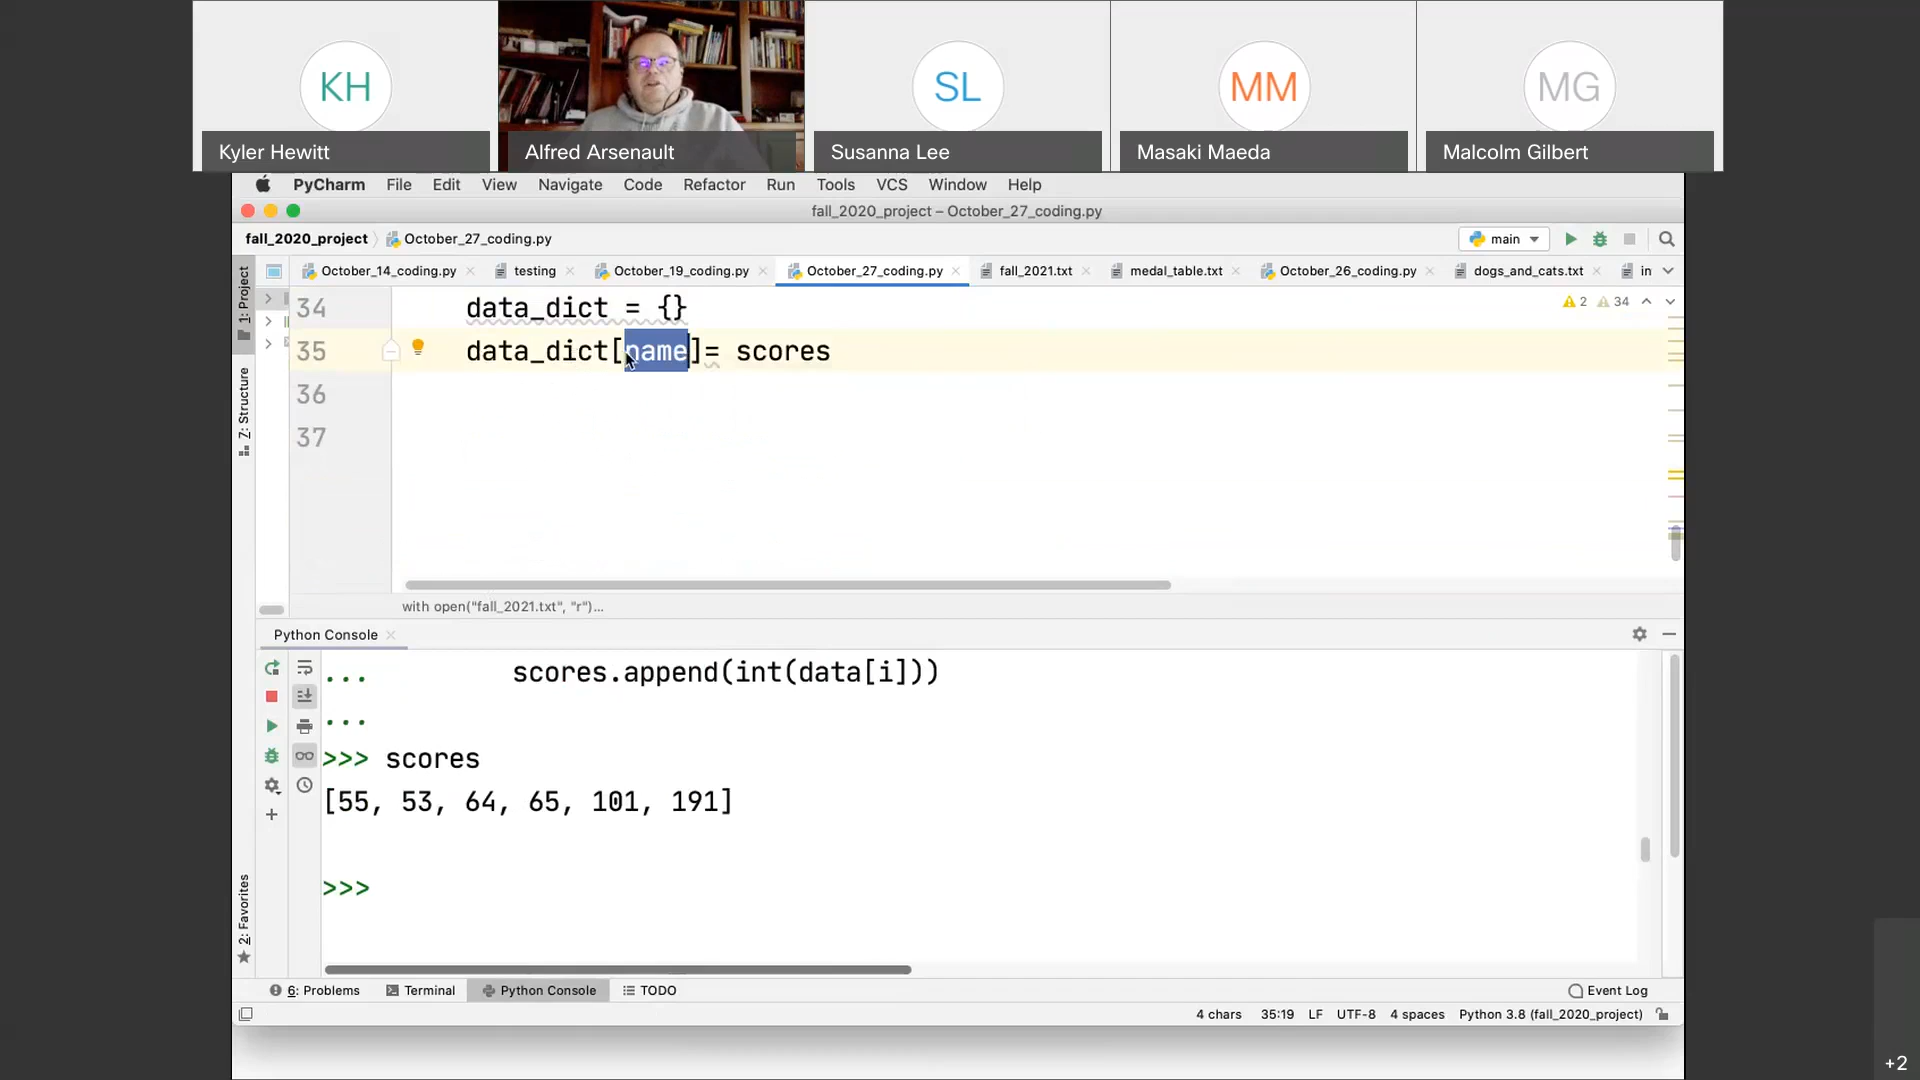 KH
SL
MM
MG
Kyler Hewitt
Alfred Arsenault
Susanna Lee
Masaki Maeda
Malcolm Gilbert
PyCharm File Edit View Navigate Code Refactor Run Tools VCS Window Help
fall_2020_project – October_27_coding.py
fall_2020_project October_27_coding.py
main
October_14_coding.py testing October_19_coding.py October_27_coding.py fall_2021.txt medal_table.txt October_26_coding.py dogs_and_cats.txt in
1: Project
Z: Structure
2: Favorites
2 34
34 data_dict = {}
35 data_dict[name]= scores
36
37
with open("fall_2021.txt", "r")...
Python Console
... scores.append(int(data[i]))
...
>>> scores
[55, 53, 64, 65, 101, 191]
>>>
6: Problems Terminal Python Console TODO Event Log
4 chars 35:19 LF UTF-8 4 spaces Python 3.8 (fall_2020_project)
+2